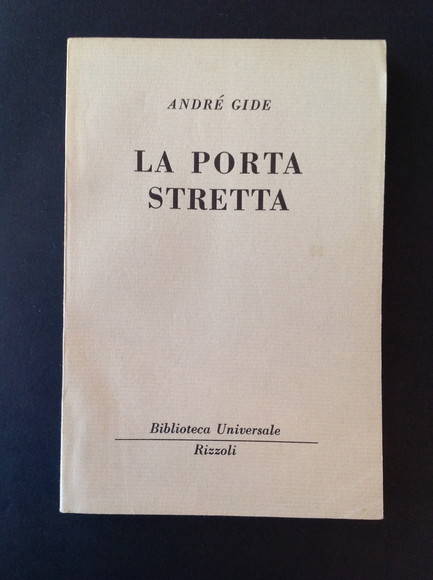 ANDRÉ GIDE
LA PORTA
STRETTA
Biblioteca Universale
Rizzoli